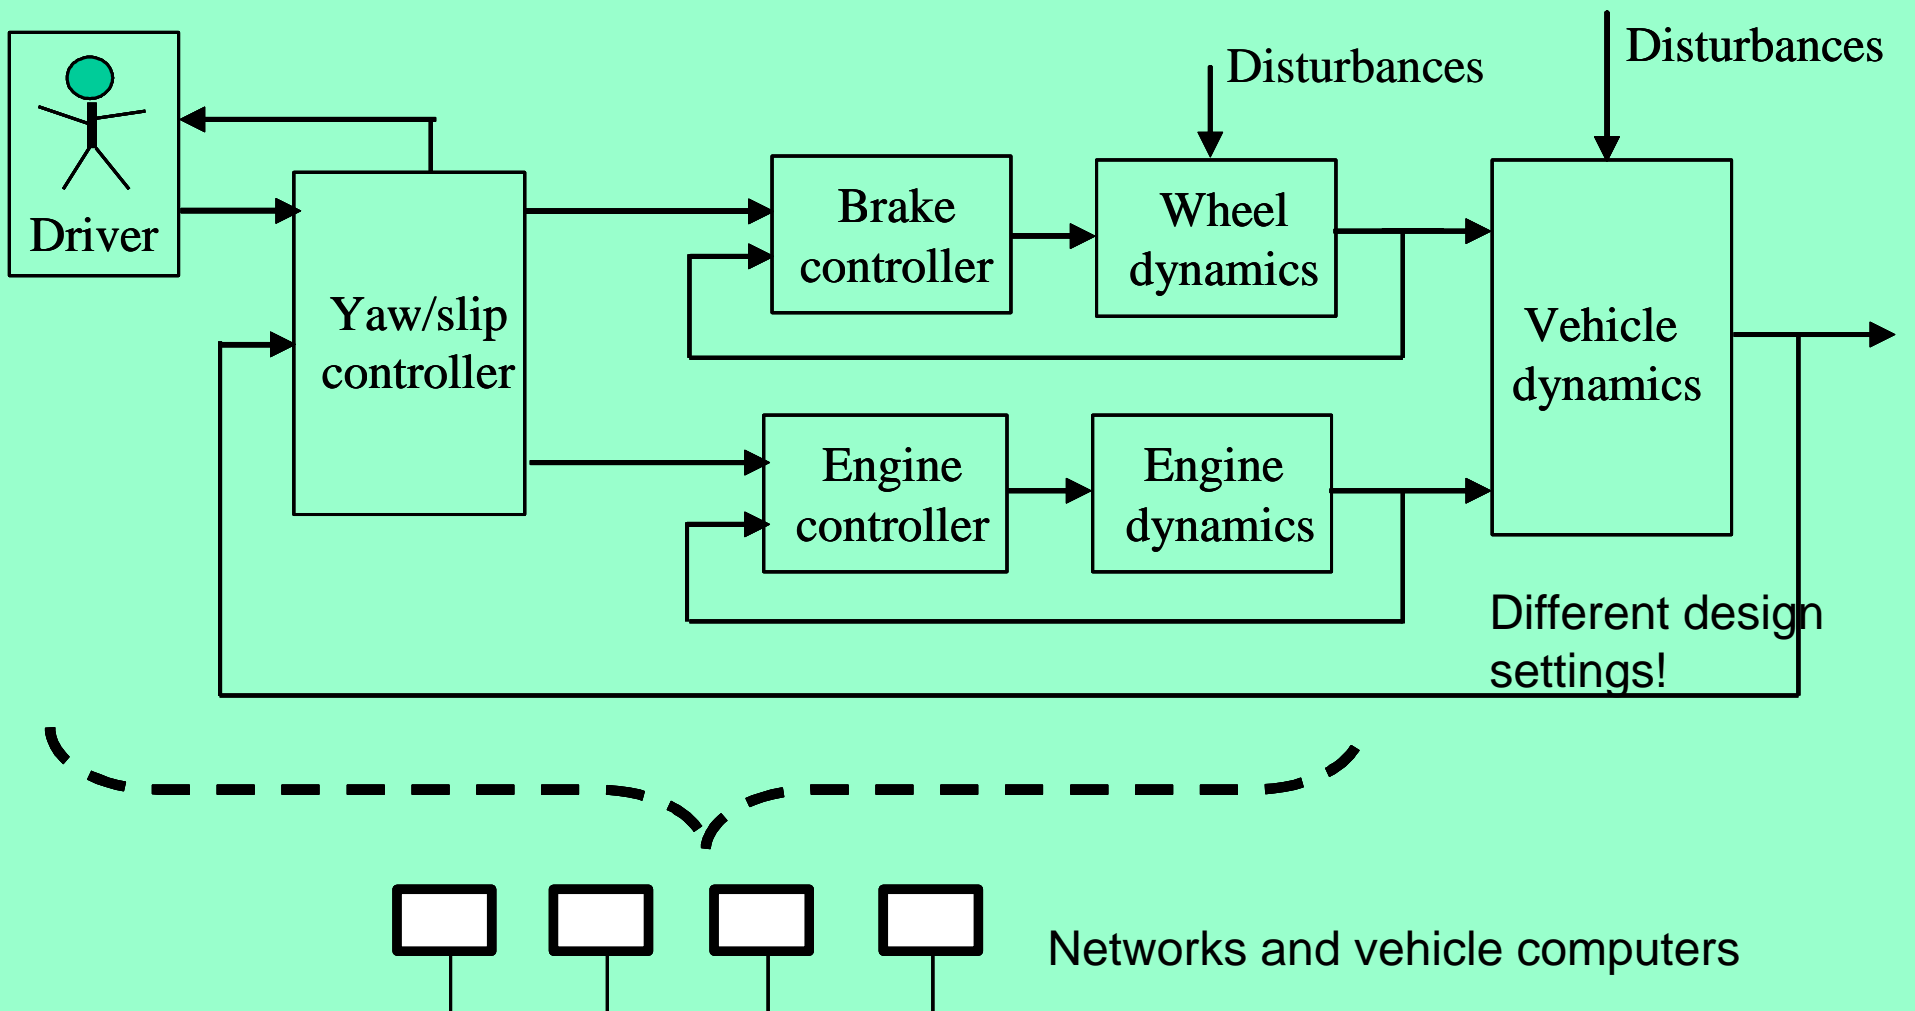 Disturbances
Disturbances
Driver
Yaw/slip
controller
Brake
controller
Wheel
dynamics
Vehicle
dynamics
Engine
controller
Engine
dynamics
Different design
settings!
Networks and vehicle computers